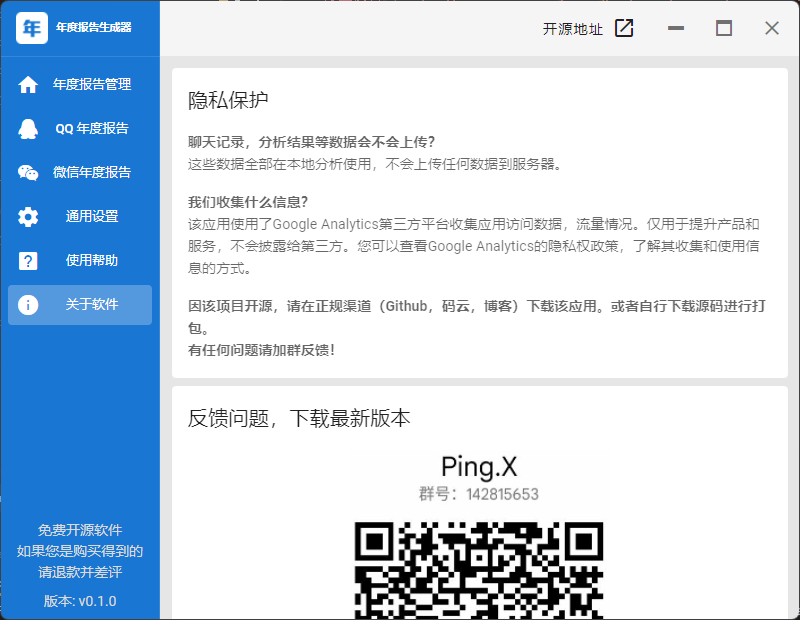 年 年度报告生成器
开源地址
年度报告管理
QQ 年度报告
微信年度报告
通用设置
使用帮助
关于软件
免费开源软件
如果您是购买得到的
请退款并差评
版本: v0.1.0
隐私保护
聊天记录，分析结果等数据会不会上传？
这些数据全部在本地分析使用，不会上传任何数据到服务器。
我们收集什么信息？
该应用使用了Google Analytics第三方平台收集应用访问数据，流量情况。仅用于提升产品和
服务，不会披露给第三方。您可以查看Google Analytics的隐私权政策，了解其收集和使用信
息的方式。
因该项目开源，请在正规渠道（Github，码云，博客）下载该应用。或者自行下载源码进行打
包。
有任何问题请加群反馈！
反馈问题，下载最新版本
Ping.X
群号：142815653